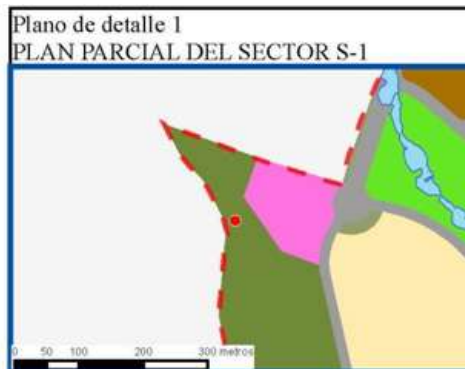 Plano de detalle 1
PLAN PARCIAL DEL SECTOR S-1
0 50 100 200 300 metros